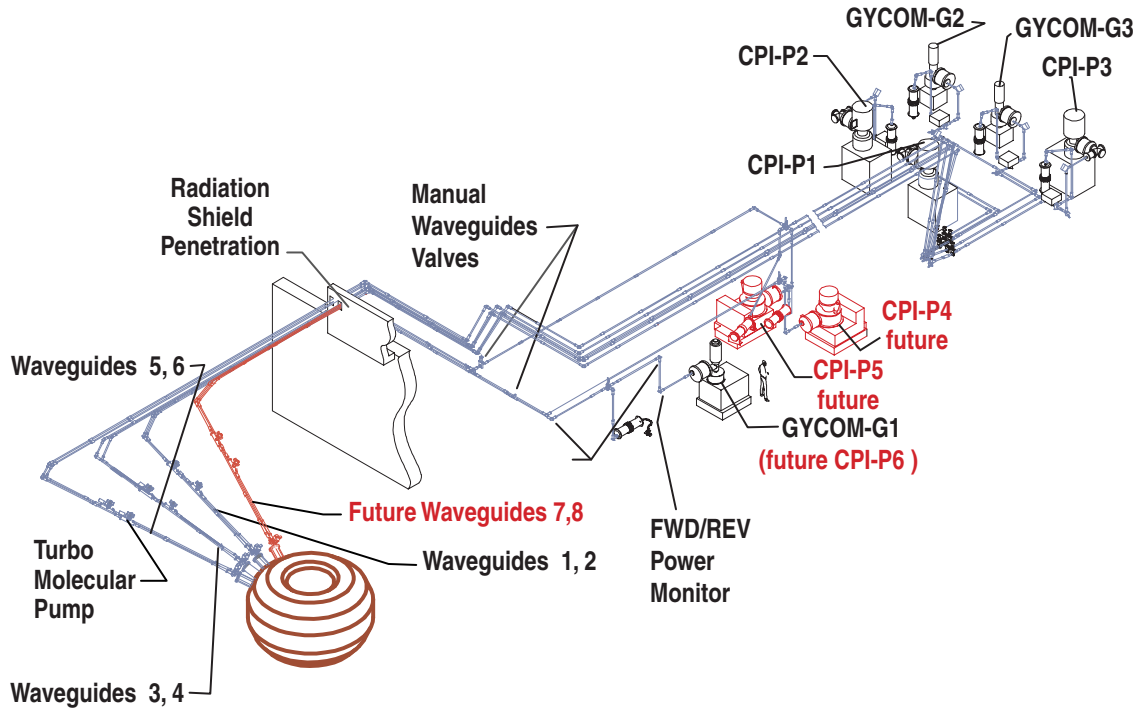 GYCOM-G2
GYCOM-G3
CPI-P2
CPI-P3
CPI-P1
Radiation
Shield
Penetration
Manual
Waveguides
Valves
CPI-P4
future
CPI-P5
future
GYCOM-G1
(future CPI-P6 )
Waveguides 5, 6
Future Waveguides 7,8
Waveguides 1, 2
FWD/REV
Power
Monitor
Turbo
Molecular
Pump
Waveguides 3, 4